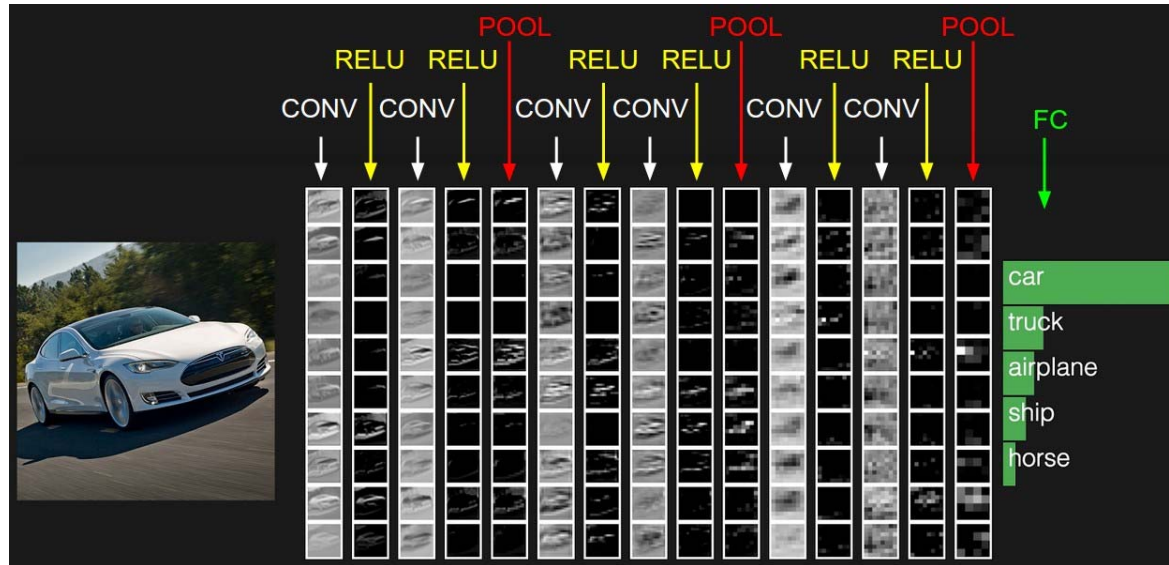 POOL POOL POOL
RELU RELU RELU RELU RELU RELU
CONV CONV CONV CONV CONV CONV
FC
car
truck
airplane
ship
horse